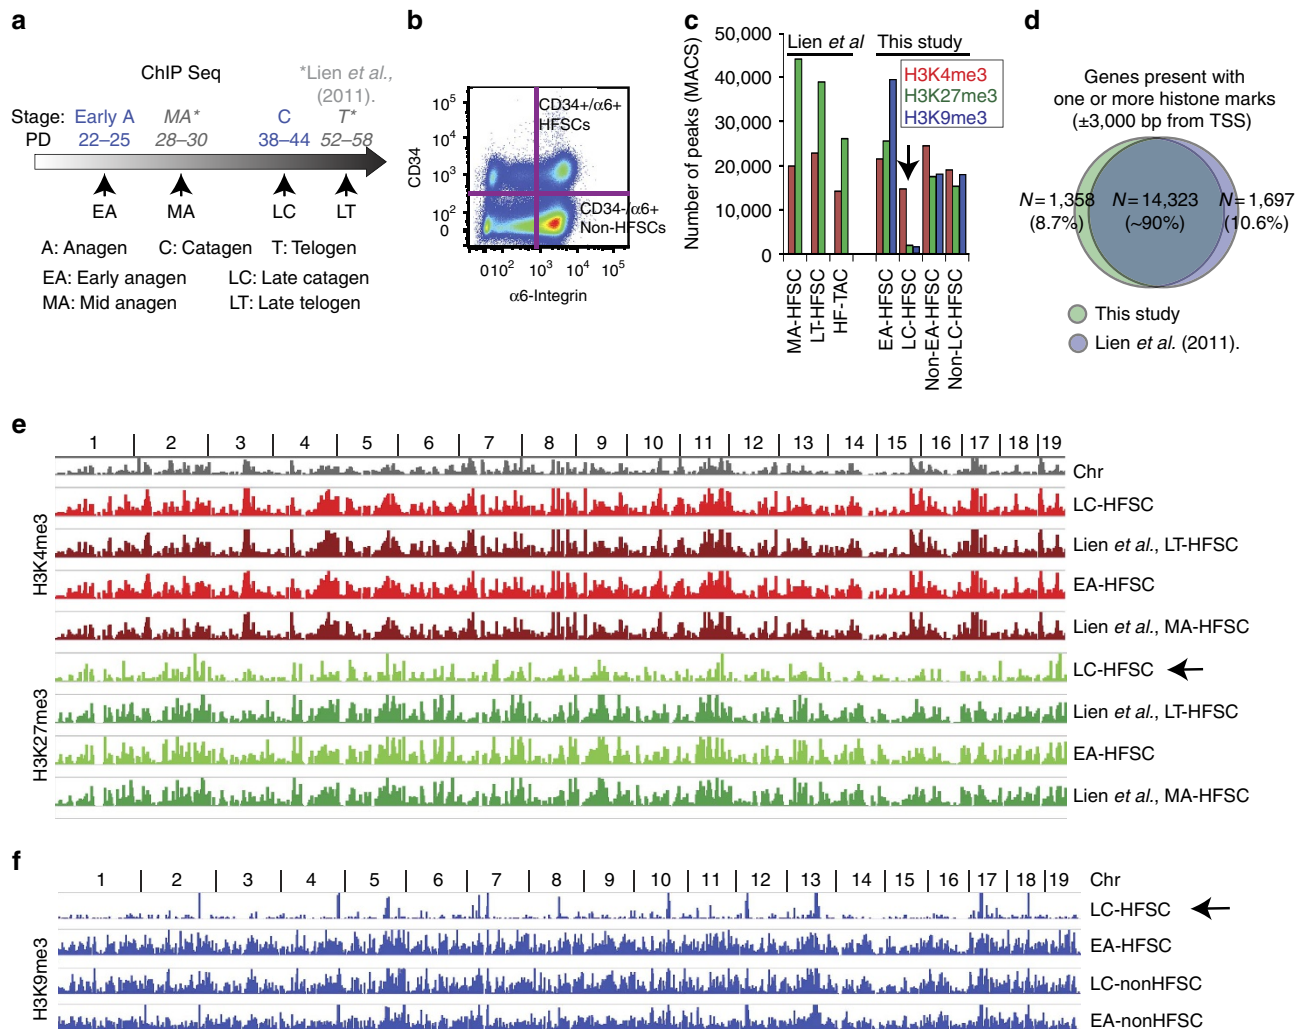 a
ChIP Seq
*Lien et al.,
(2011).
Stage: Early A MA* C T*
PD 22–25 28–30 38–44 52–58
EA MA LC LT
A: Anagen C: Catagen T: Telogen
EA: Early anagen LC: Late catagen
MA: Mid anagen LT: Late telogen
b
CD34
10⁵
10⁴
10³
10²
0
CD34+/α6+
HFSCs
CD34-/α6+
Non-HFSCs
0 10² 10³ 10⁴ 10⁵
α6-Integrin
c
Number of peaks (MACS)
50,000
40,000
30,000
20,000
10,000
0
Lien et al
This study
H3K4me3
H3K27me3
H3K9me3
MA-HFSC
LT-HFSC
HF-TAC
EA-HFSC
LC-HFSC
Non-EA-HFSC
Non-LC-HFSC
d
Genes present with
one or more histone marks
(±3,000 bp from TSS)
N=1,358
(8.7%)
N=14,323
(~90%)
N=1,697
(10.6%)
This study
Lien et al. (2011).
e
1 2 3 4 5 6 7 8 9 10 11 12 13 14 15 16 17 18 19
Chr
H3K4me3
LC-HFSC
Lien et al., LT-HFSC
EA-HFSC
Lien et al., MA-HFSC
H3K27me3
LC-HFSC
Lien et al., LT-HFSC
EA-HFSC
Lien et al., MA-HFSC
f
1 2 3 4 5 6 7 8 9 10 11 12 13 14 15 16 17 18 19 Chr
H3K9me3
LC-HFSC
EA-HFSC
LC-nonHFSC
EA-nonHFSC